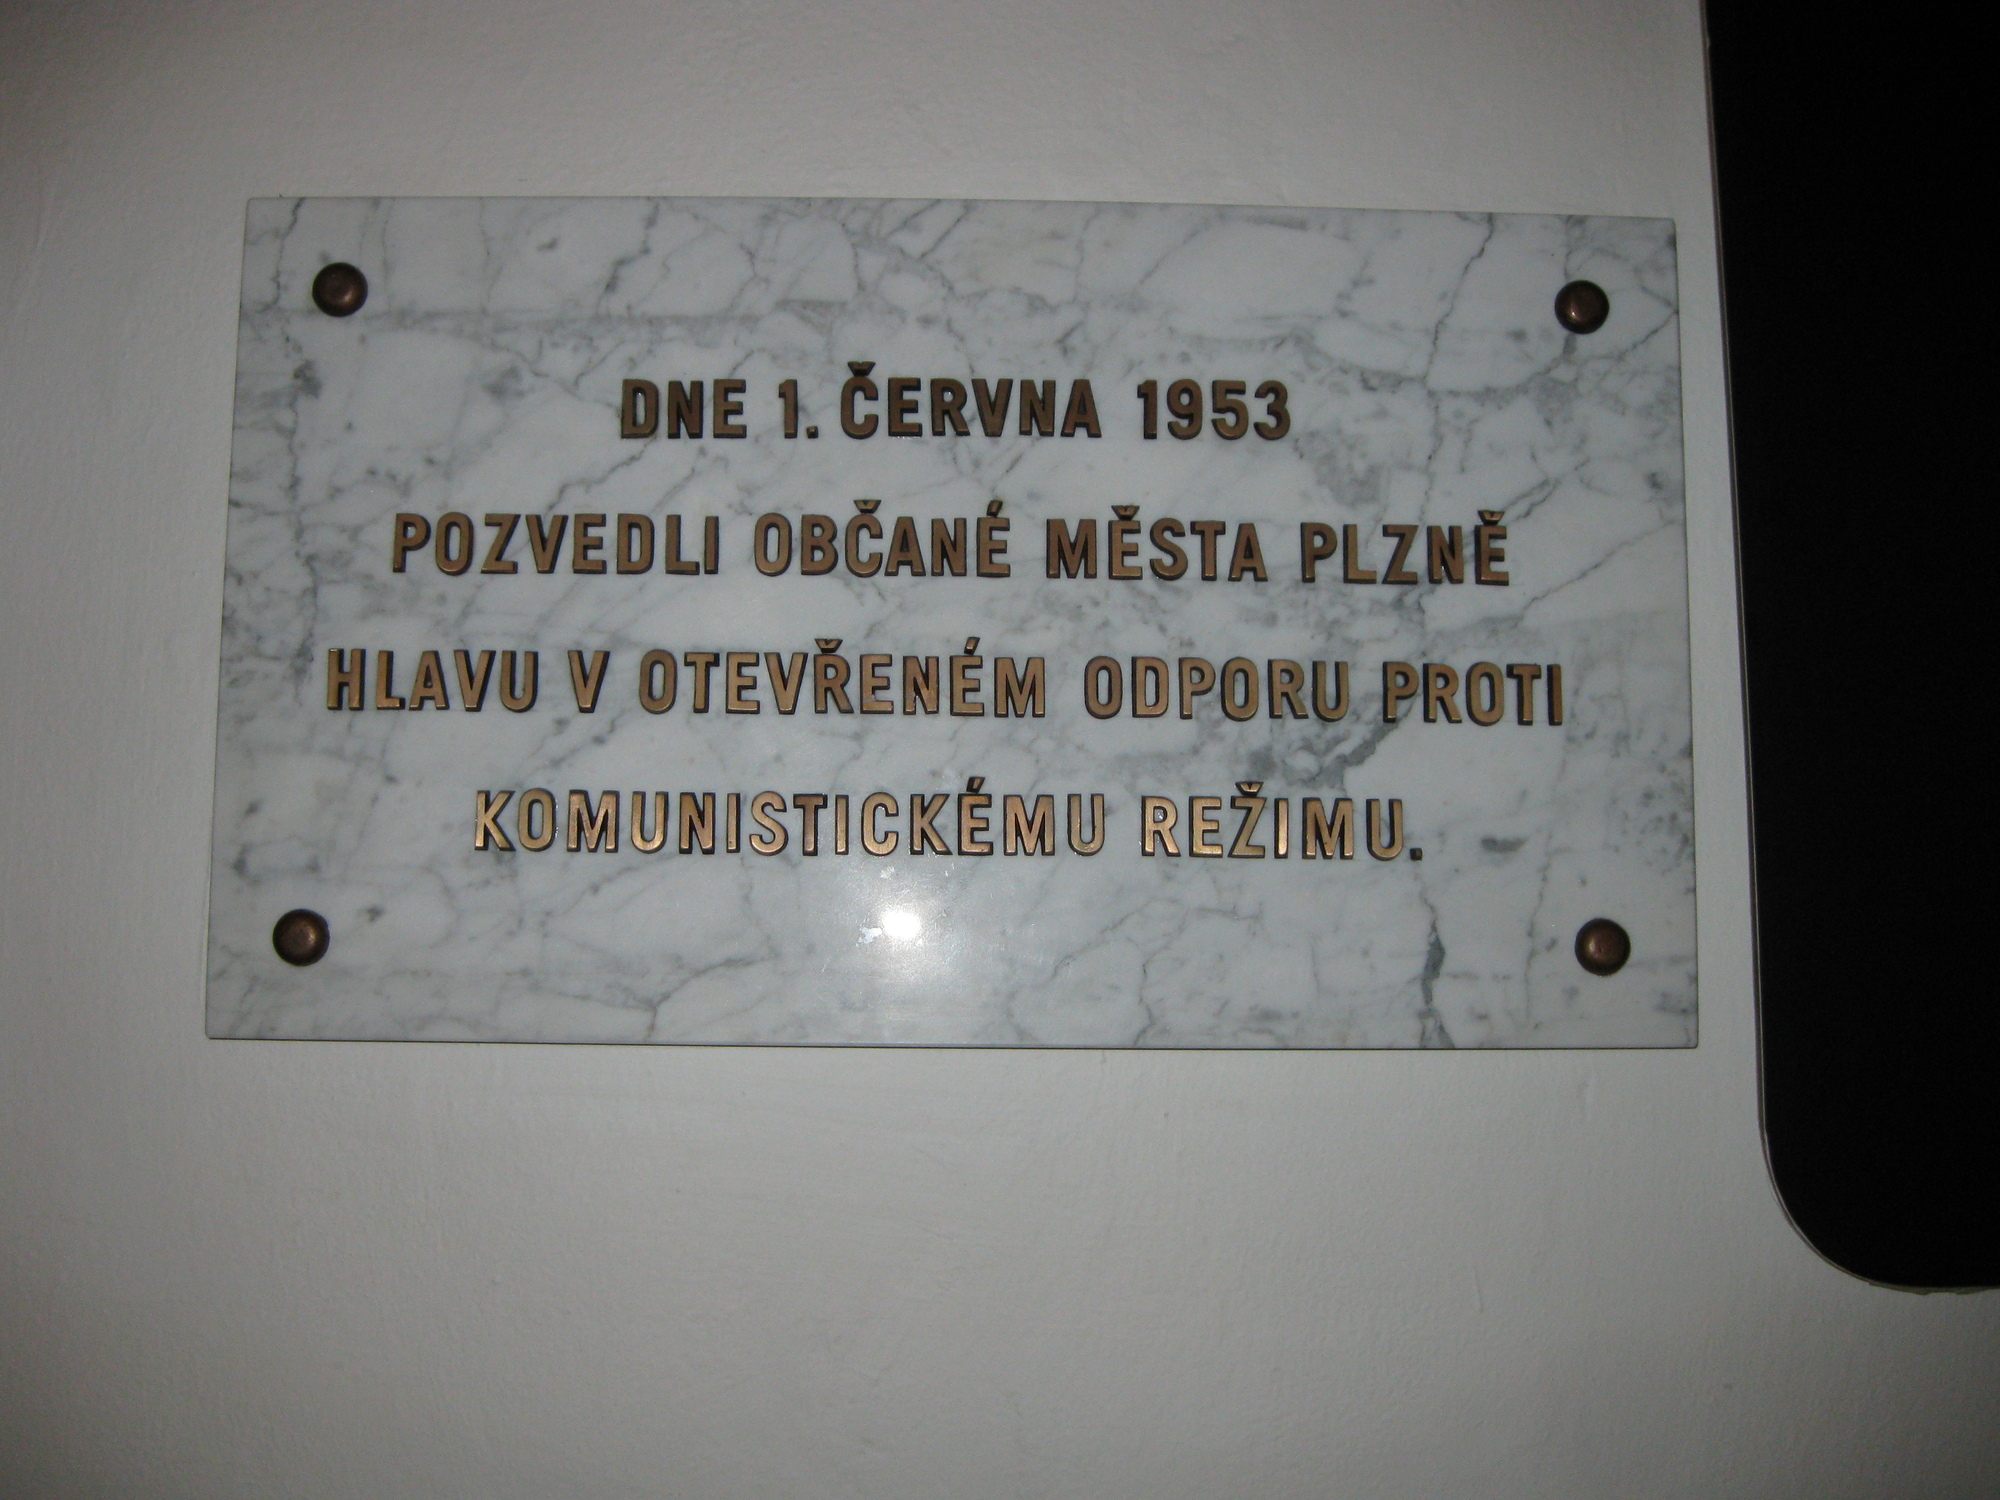 DNE 1. ČERVNA 1953
POZVEDLI OBČANÉ MĚSTA PLZNĚ
HLAVU V OTEVŘENÉM ODPORU PROTI
KOMUNISTICKÉMU REŽIMU.